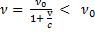 ν = ν₀/(1+v/c) < ν₀